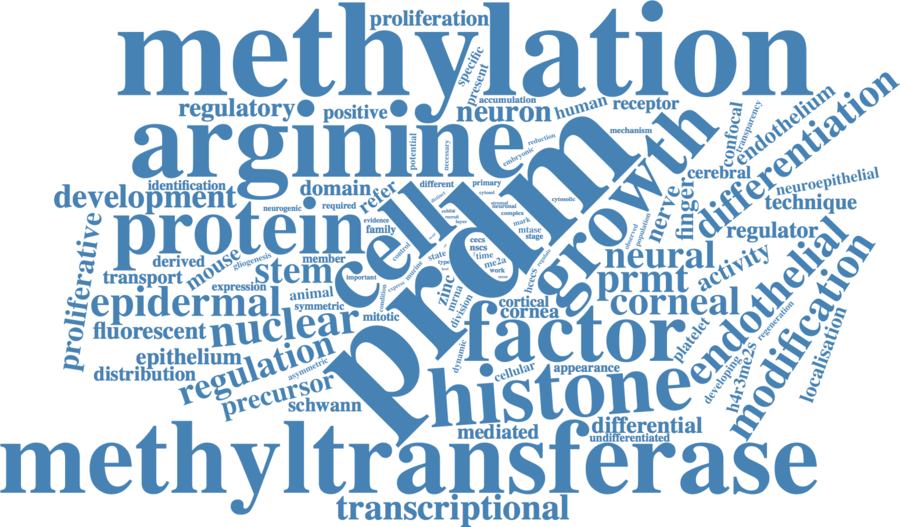 proliferation
methylation
specific
present
accumulation
regulatory
positive
neuron
human
receptor
arginine
potential
necessary
embryonic
reduction
mechanism
confocal
transparency
endothelium
differentiation
identification
domain
refer
different
primary
cytosol
development
neurogenic
required
evidence
family
protein
cell
prdm
growth
cytosolic
complex
mark
mtase
stage
nerve
finger
cerebral
neuroepithelial
technique
regulator
observed
population
proliferative
derived
transport
mouse
gliogenesis
expression
member
stem
important
control
state
type
cecs
nscs
time
me2a
work
neural
prmt
activity
hcecs
epidermal
animal
symmetric
mitotic
zinc
mrna
division
cortical
cornea
corneal
endothelial
modification
fluorescent
nuclear
factor
platelet
regeneration
localisation
epithelium
distribution
regulation
asymmetric
precursor
schwann
dynamic
cellular
appearance
histone
developing
h4r3me2s
mediated
differential
undifferentiated
methyltransferase
transcriptional